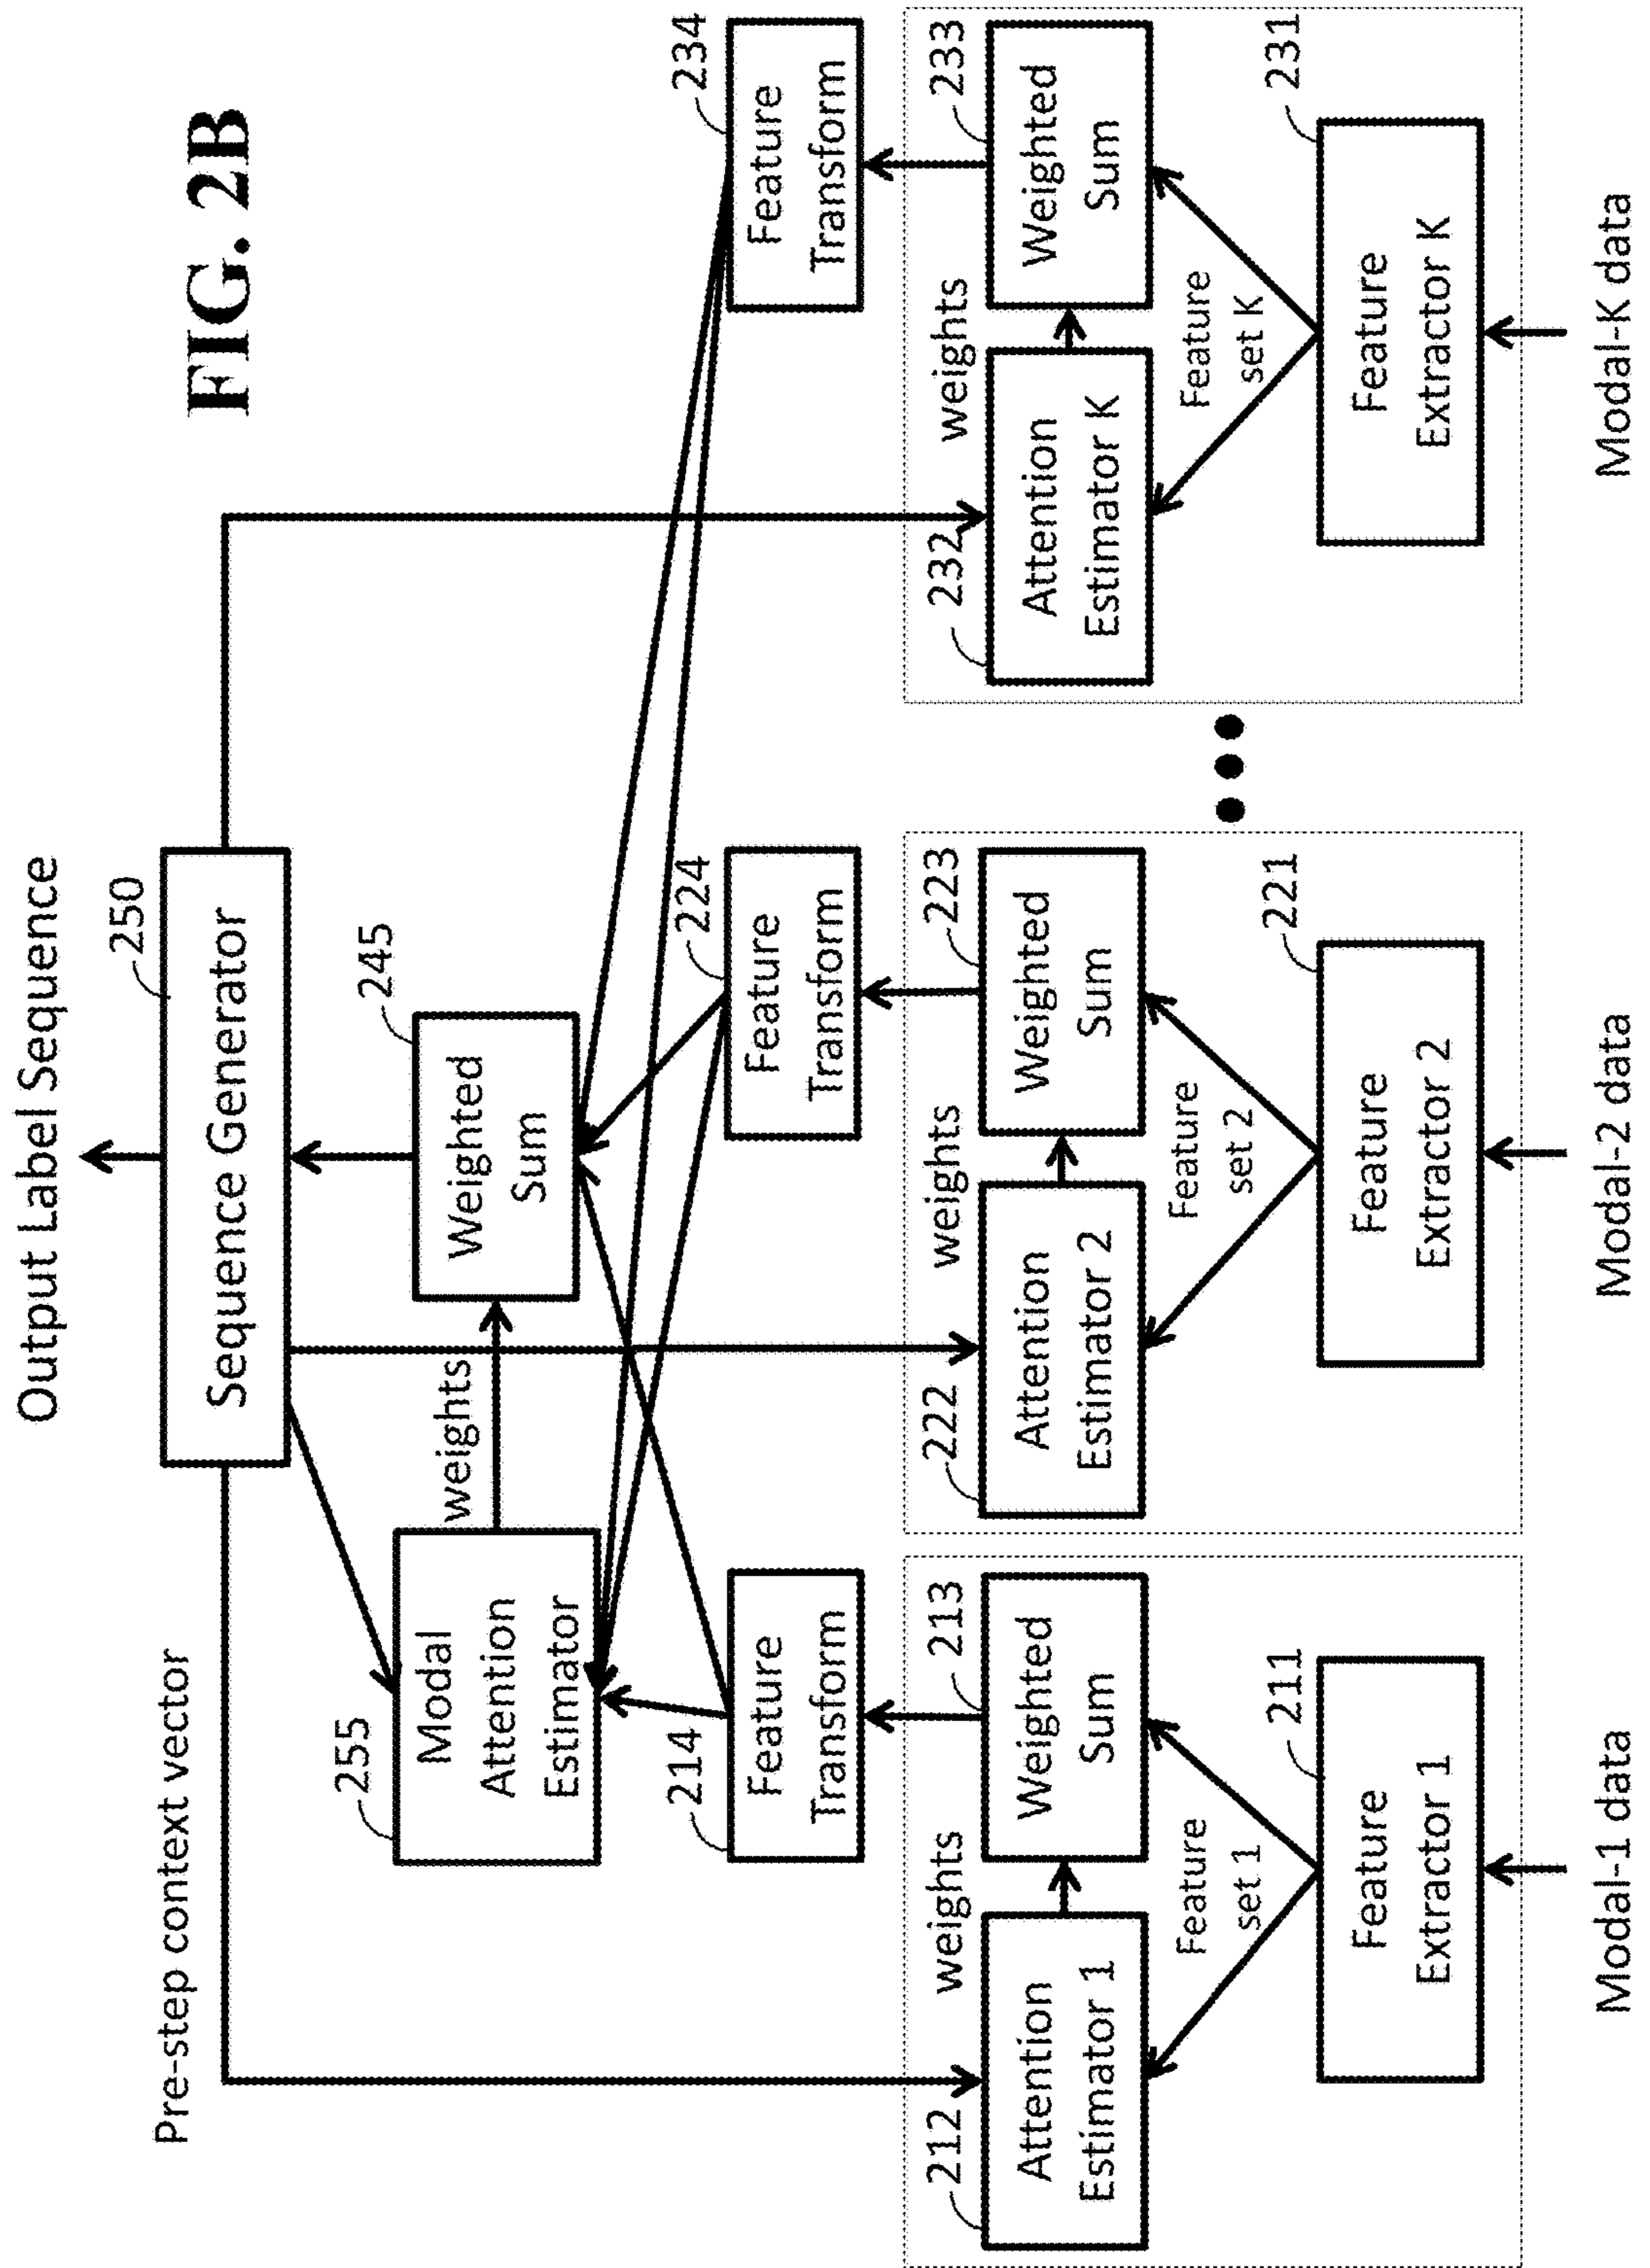 FIG. 2B
Output Label Sequence
250
Sequence Generator
Pre-step context vector
255
Modal
Attention
Estimator
weights
245
Weighted
Sum
214
Feature
Transform
224
Feature
Transform
234
Feature
Transform
212
Attention
Estimator 1
weights
213
Weighted
Sum
Feature
set 1
211
Feature
Extractor 1
Modal-1 data
222
Attention
Estimator 2
weights
223
Weighted
Sum
Feature
set 2
221
Feature
Extractor 2
Modal-2 data
232
Attention
Estimator K
weights
233
Weighted
Sum
Feature
set K
231
Feature
Extractor K
Modal-K data